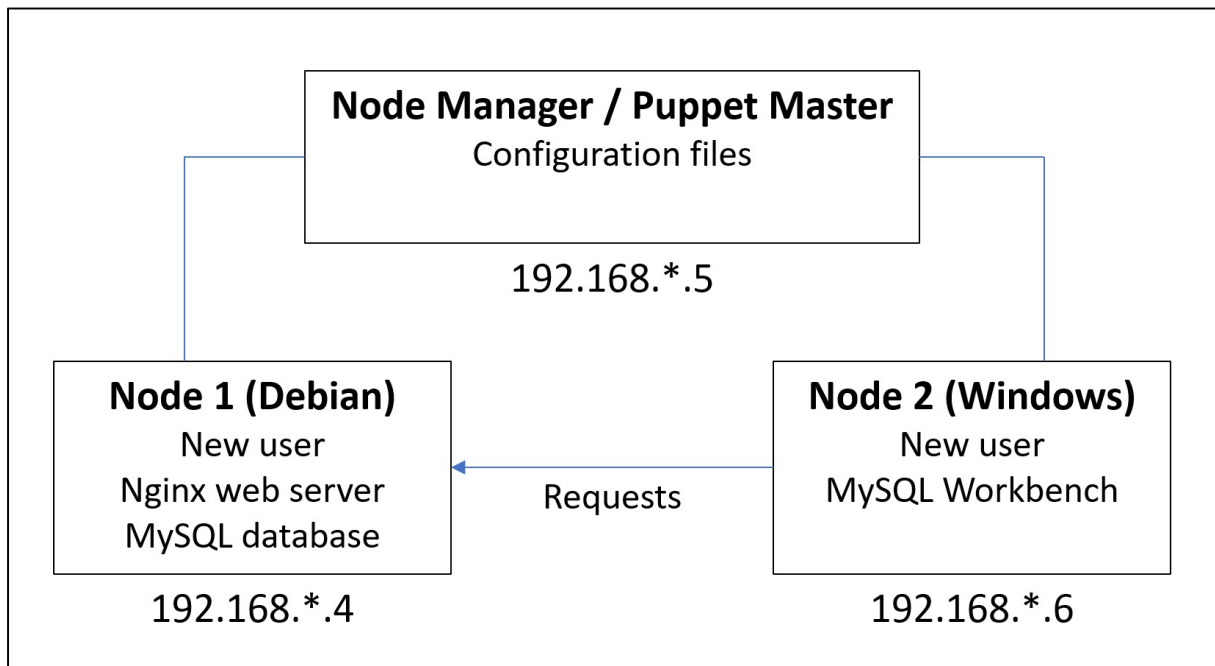 Node Manager / Puppet Master
Configuration files
192.168.*.5
Node 1 (Debian)
New user
Nginx web server
MySQL database
192.168.*.4
Requests
Node 2 (Windows)
New user
MySQL Workbench
192.168.*.6